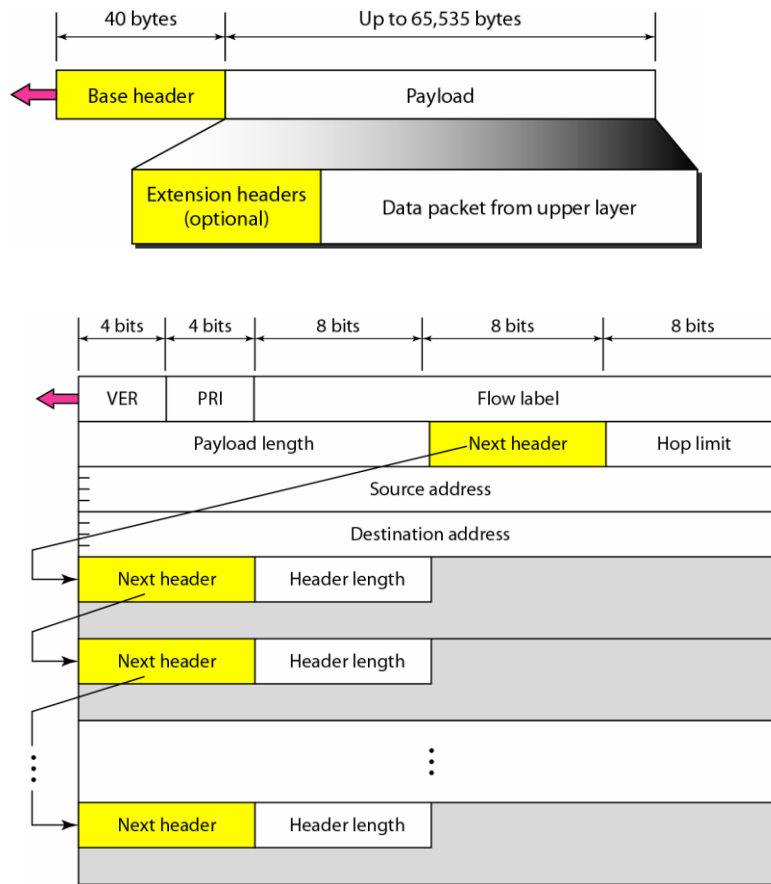 40 bytes
Up to 65,535 bytes
Base header
Payload
Extension headers
(optional)
Data packet from upper layer
4 bits
4 bits
8 bits
8 bits
8 bits
VER
PRI
Flow label
Payload length
Next header
Hop limit
Source address
Destination address
Next header
Header length
Next header
Header length
Next header
Header length